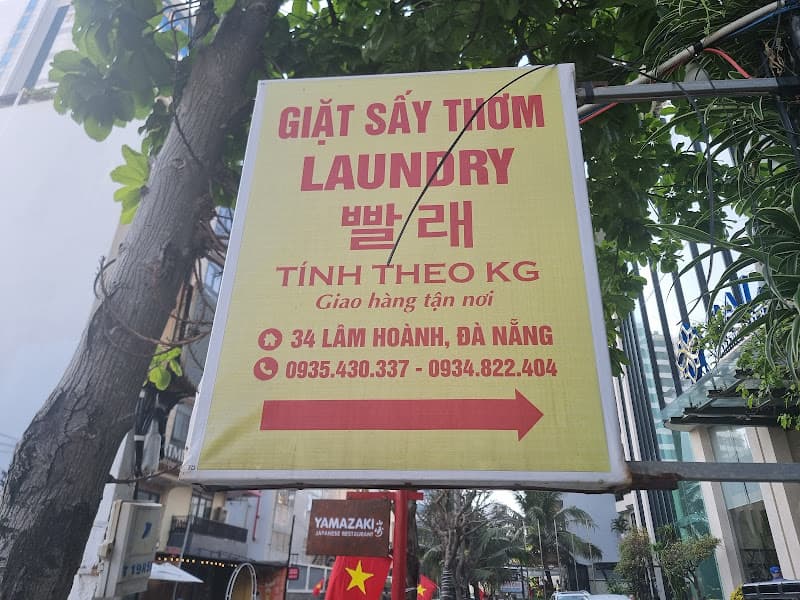 GIẶT SẤY THƠM
LAUNDRY
빨래
TÍNH THEO KG
Giao hàng tận nơi
34 LÂM HOÀNH, ĐÀ NẴNG
0935.430.337 - 0934.822.404
YAMAZAKI
JAPANESE RESTAURANT